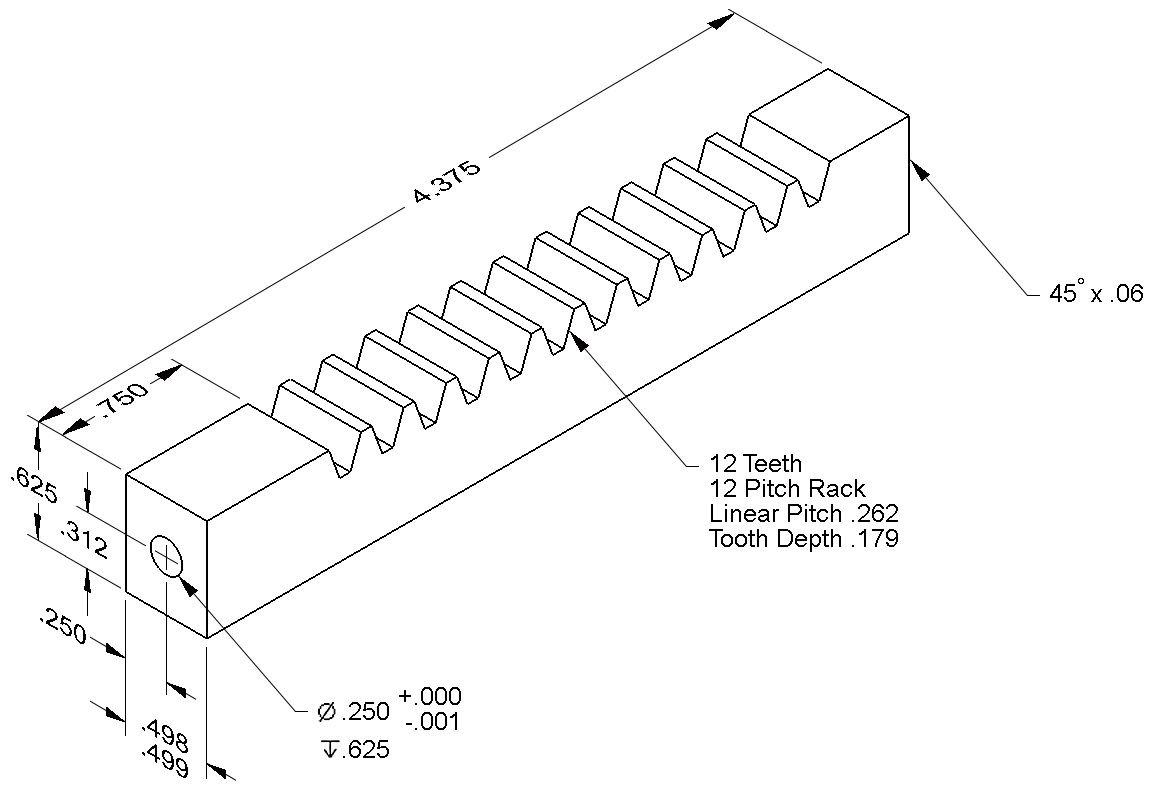 4.375
.750
45° x .06
.625
.312
12 Teeth
12 Pitch Rack
Linear Pitch .262
Tooth Depth .179
.250
⌀.250 +.000
-.001
↧.625
.498
.499